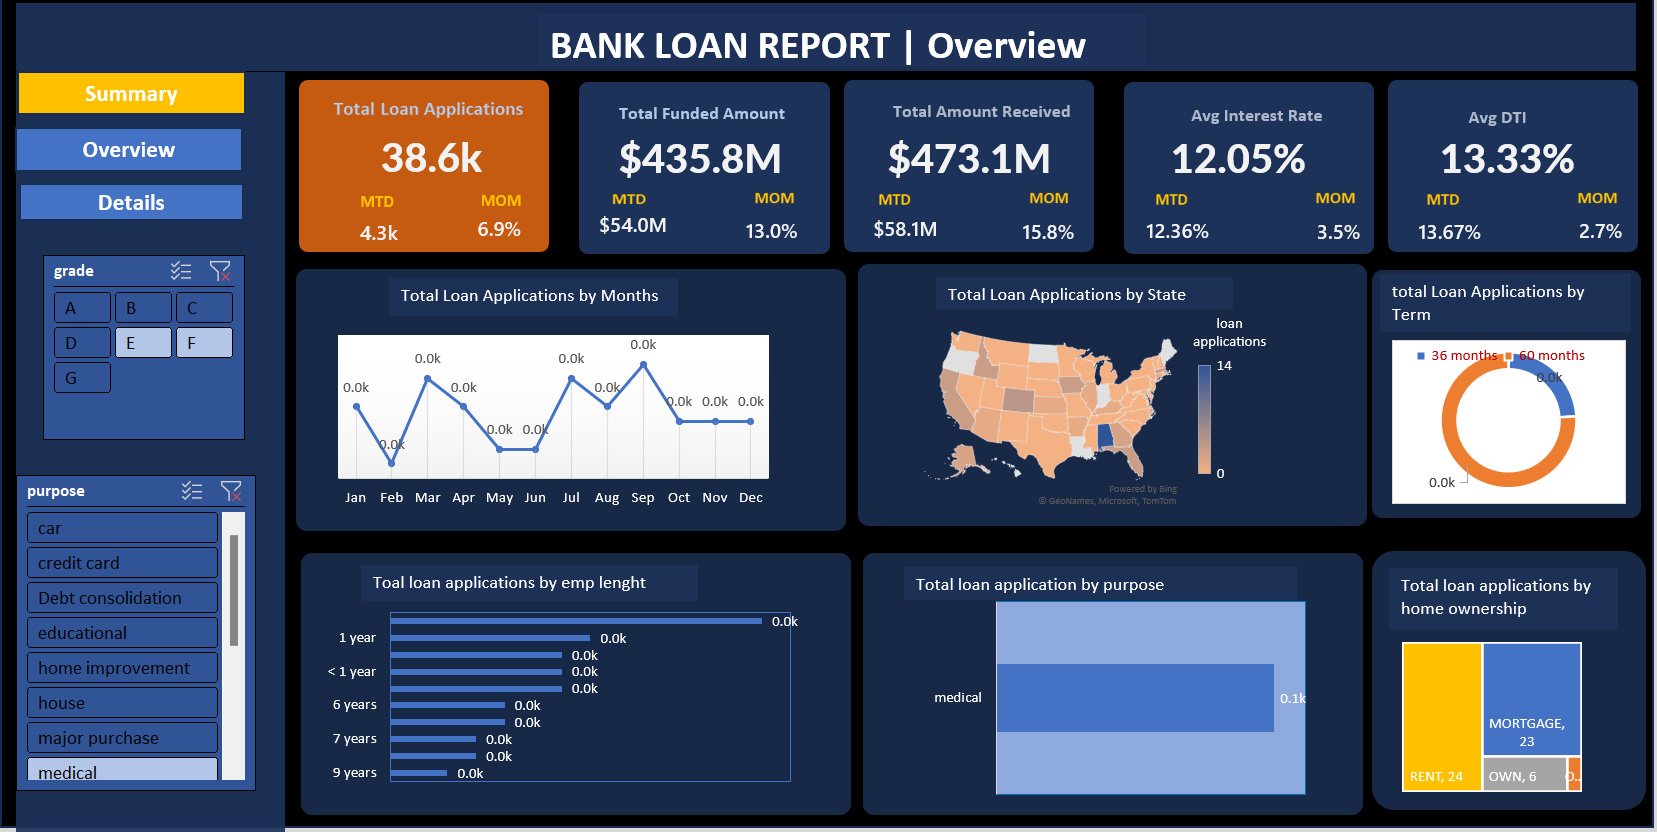 BANK LOAN REPORT | Overview
Summary
Overview
Details
grade
A
B
C
D
E
F
G
purpose
car
credit card
Debt consolidation
educational
home improvement
house
major purchase
medical
Total Loan Applications
38.6k
MTD
MOM
4.3k
6.9%
Total Funded Amount
$435.8M
MTD
MOM
$54.0M
13.0%
Total Amount Received
$473.1M
MTD
MOM
$58.1M
15.8%
Avg Interest Rate
12.05%
MTD
MOM
12.36%
3.5%
Avg DTI
13.33%
MTD
MOM
13.67%
2.7%
Total Loan Applications by Months
0.0k
0.0k
0.0k
0.0k
0.0k
0.0k
0.0k
0.0k
0.0k
0.0k
0.0k
0.0k
Jan Feb Mar Apr May Jun Jul Aug Sep Oct Nov Dec
Total Loan Applications by State
loan
applications
14
0
Powered by Bing
© GeoNames, Microsoft, TomTom
total Loan Applications by
Term
36 months
60 months
0.0k
0.0k
Toal loan applications by emp lenght
0.0k
1 year 0.0k
0.0k
< 1 year 0.0k
0.0k
6 years 0.0k
0.0k
7 years 0.0k
0.0k
9 years 0.0k
Total loan application by purpose
medical
0.1k
Total loan applications by
home ownership
RENT, 24
MORTGAGE,
23
OWN, 6
O...